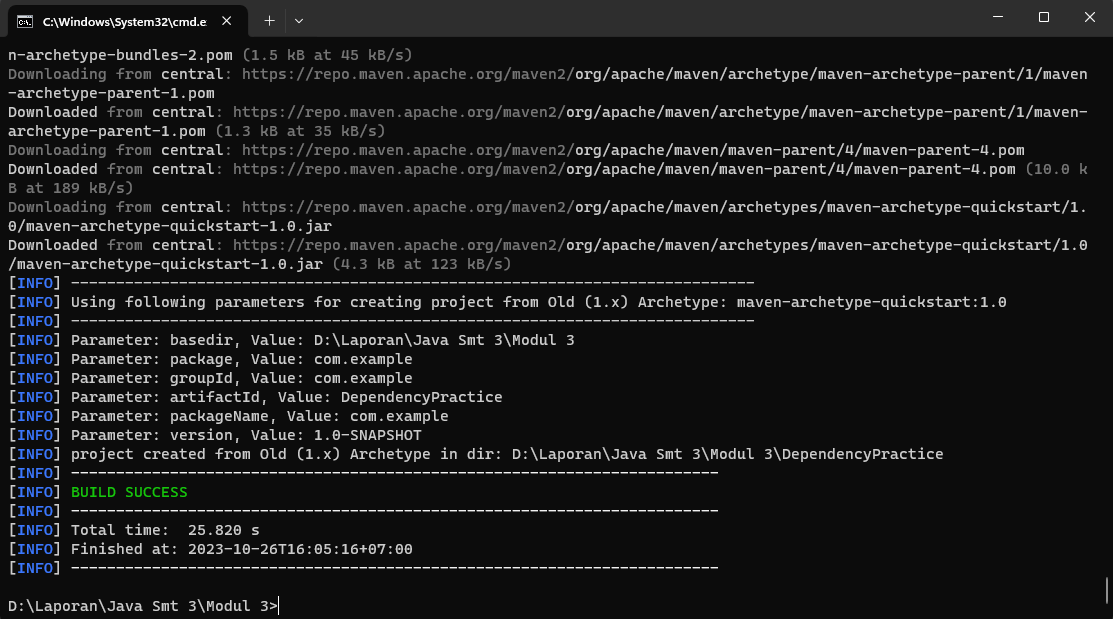 C:\Windows\System32\cmd.e
n-archetype-bundles-2.pom (1.5 kB at 45 kB/s)
Downloading from central: https://repo.maven.apache.org/maven2/org/apache/maven/archetype/maven-archetype-parent/1/maven
-archetype-parent-1.pom
Downloaded from central: https://repo.maven.apache.org/maven2/org/apache/maven/archetype/maven-archetype-parent/1/maven-
archetype-parent-1.pom (1.3 kB at 35 kB/s)
Downloading from central: https://repo.maven.apache.org/maven2/org/apache/maven/maven-parent/4/maven-parent-4.pom
Downloaded from central: https://repo.maven.apache.org/maven2/org/apache/maven/maven-parent/4/maven-parent-4.pom (10.0 k
B at 189 kB/s)
Downloading from central: https://repo.maven.apache.org/maven2/org/apache/maven/archetypes/maven-archetype-quickstart/1.
0/maven-archetype-quickstart-1.0.jar
Downloaded from central: https://repo.maven.apache.org/maven2/org/apache/maven/archetypes/maven-archetype-quickstart/1.0
/maven-archetype-quickstart-1.0.jar (4.3 kB at 123 kB/s)
[INFO] ----------------------------------------------------------------------------
[INFO] Using following parameters for creating project from Old (1.x) Archetype: maven-archetype-quickstart:1.0
[INFO] ----------------------------------------------------------------------------
[INFO] Parameter: basedir, Value: D:\Laporan\Java Smt 3\Modul 3
[INFO] Parameter: package, Value: com.example
[INFO] Parameter: groupId, Value: com.example
[INFO] Parameter: artifactId, Value: DependencyPractice
[INFO] Parameter: packageName, Value: com.example
[INFO] Parameter: version, Value: 1.0-SNAPSHOT
[INFO] project created from Old (1.x) Archetype in dir: D:\Laporan\Java Smt 3\Modul 3\DependencyPractice
[INFO] ------------------------------------------------------------------------
[INFO] BUILD SUCCESS
[INFO] ------------------------------------------------------------------------
[INFO] Total time:  25.820 s
[INFO] Finished at: 2023-10-26T16:05:16+07:00
[INFO] ------------------------------------------------------------------------
D:\Laporan\Java Smt 3\Modul 3>